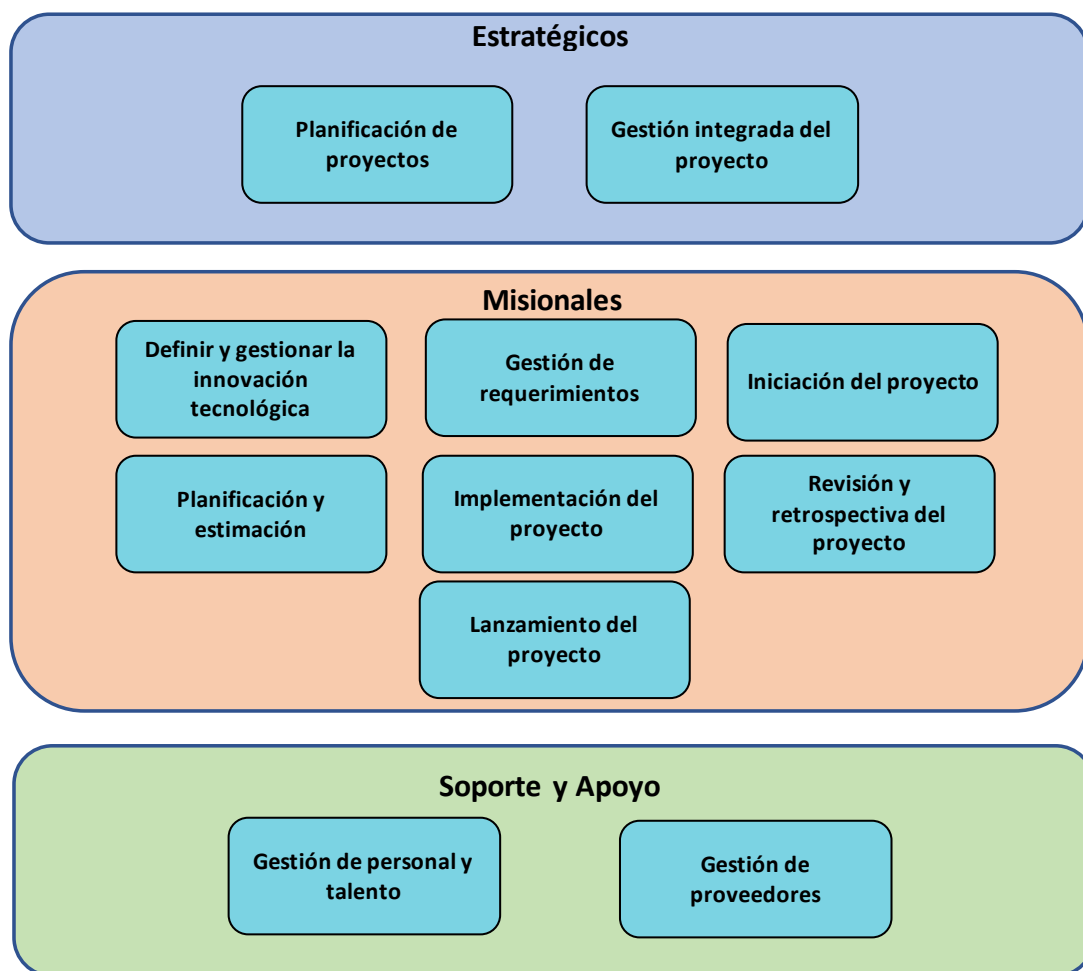 Estratégicos
Planificación de
proyectos
Gestión integrada del
proyecto
Misionales
Definir y gestionar la
innovación
tecnológica
Gestión de
requerimientos
Iniciación del proyecto
Planificación y
estimación
Implementación del
proyecto
Revisión y
retrospectiva del
proyecto
Lanzamiento del
proyecto
Soporte y Apoyo
Gestión de personal y
talento
Gestión de
proveedores